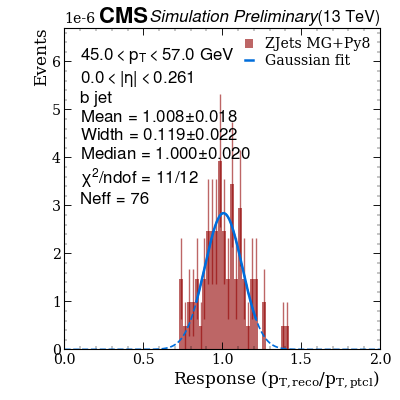 1e-6 CMS Simulation Preliminary (13 TeV)
Events
45.0 < pT < 57.0 GeV
0.0 < |η| < 0.261
b jet
Mean = 1.008±0.018
Width = 0.119±0.022
Median = 1.000±0.020
χ²/ndof = 11/12
Neff = 76
ZJets MG+Py8
Gaussian fit
6
5
4
3
2
1
0
0.0 0.5 1.0 1.5 2.0
Response (pT,reco/pT,ptcl)